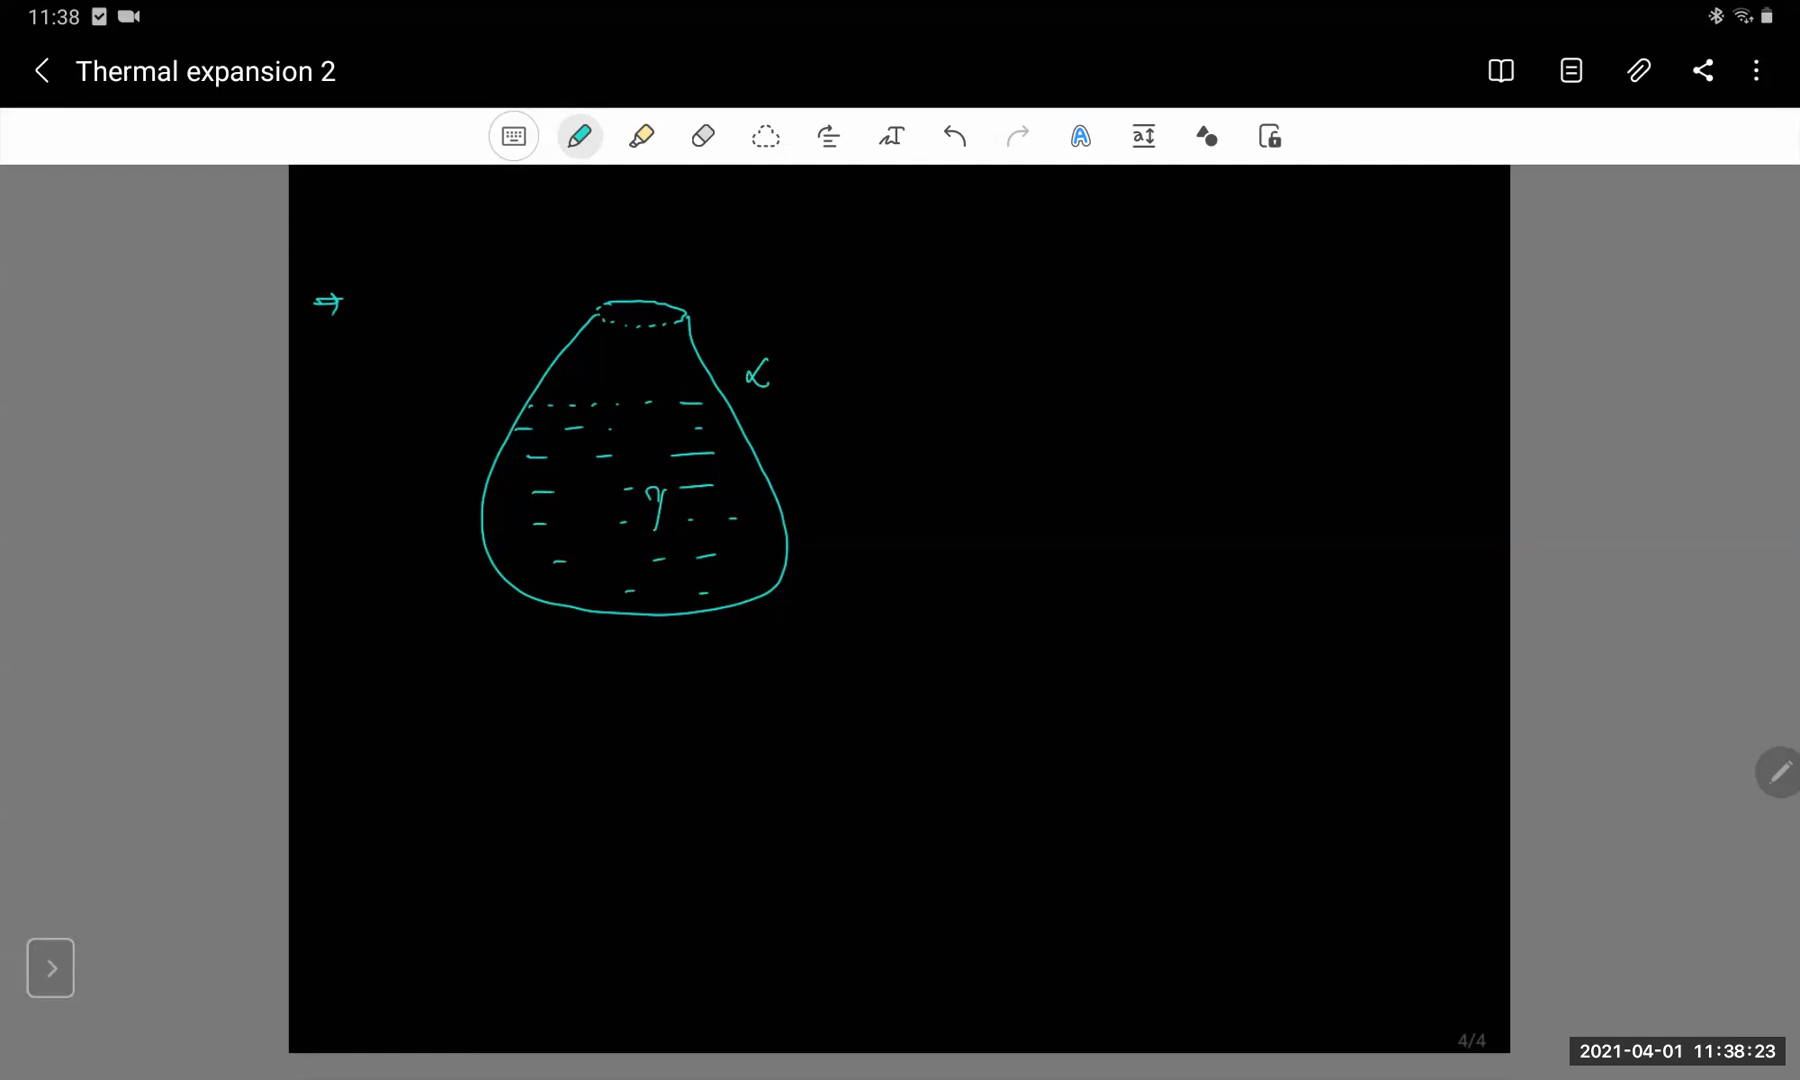 11:38
Thermal expansion 2
⇒
α
γ
4/4
2021-04-01 11:38:23